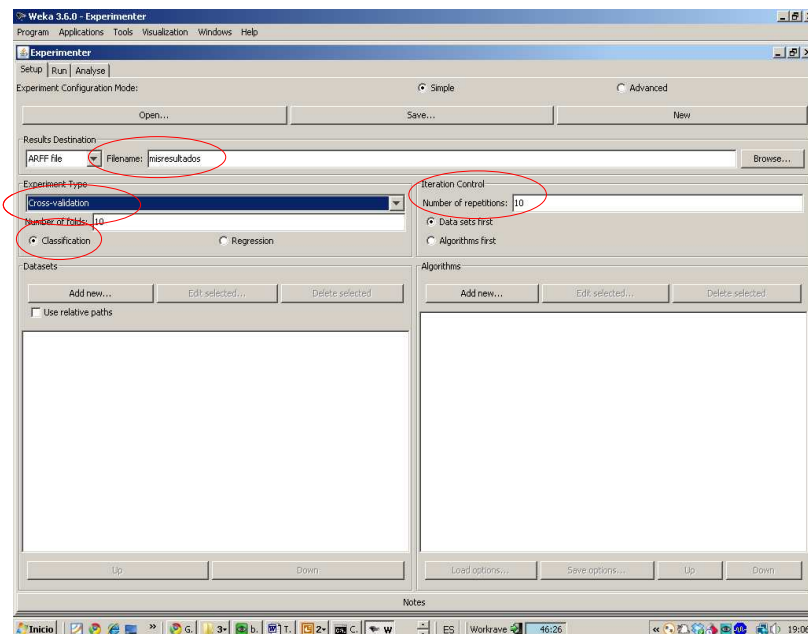 Weka 3.6.0 - Experimenter
Program Applications Tools Visualization Windows Help
Experimenter
Setup Run Analyse
Experiment Configuration Mode: Simple Advanced
Open... Save... New
Results Destination
ARFF file Filename: misresultados Browse...
Experiment Type
Cross-validation
Number of folds: 10
Classification Regression
Iteration Control
Number of repetitions: 10
Data sets first
Algorithms first
Datasets
Add new... Edit selected... Delete selected
Use relative paths
Up Down
Algorithms
Add new... Edit selected... Delete selected
Load options... Save options... Up Down
Notes
Inicio » G. 3 b. T. 2 C. W ES Workrave 46:26 « 19:00